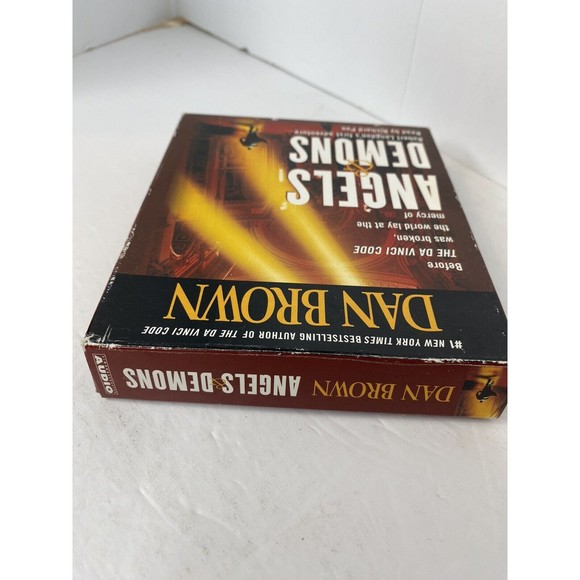 #1 NEW YORK TIMES BESTSELLING AUTHOR OF THE DA VINCI CODE
DAN BROWN
Before
THE DA VINCI CODE
was broken,
the world lay at the
mercy of
ANGELS
&
DEMONS
Robert Langdon's first adventure
Read by Richard Poe
DAN BROWN ANGELS & DEMONS
AUDIO